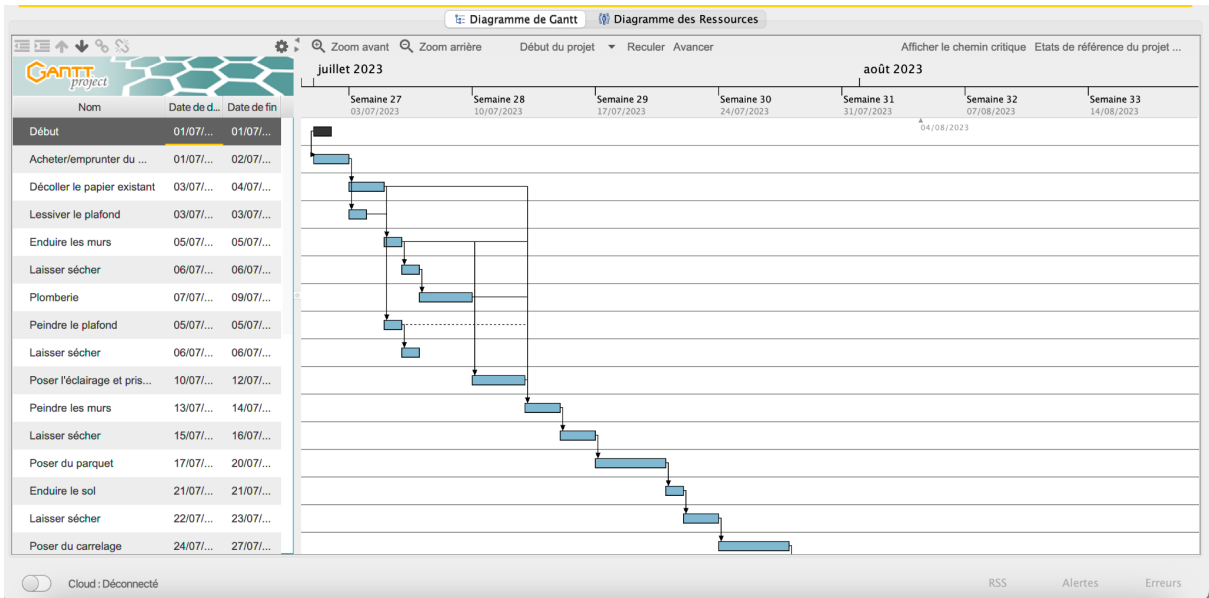 Diagramme de Gantt Diagramme des Ressources
Zoom avant Zoom arrière Début du projet Reculer Avancer Afficher le chemin critique Etats de référence du projet ...
GANTT project
juillet 2023 août 2023
Nom Date de d... Date de fin
Semaine 27 Semaine 28 Semaine 29 Semaine 30 Semaine 31 Semaine 32 Semaine 33
03/07/2023 10/07/2023 17/07/2023 24/07/2023 31/07/2023 07/08/2023 14/08/2023
04/08/2023
Début 01/07/... 01/07/...
Acheter/emprunter du ... 01/07/... 02/07/...
Décoller le papier existant 03/07/... 04/07/...
Lessiver le plafond 03/07/... 03/07/...
Enduire les murs 05/07/... 05/07/...
Laisser sécher 06/07/... 06/07/...
Plomberie 07/07/... 09/07/...
Peindre le plafond 05/07/... 05/07/...
Laisser sécher 06/07/... 06/07/...
Poser l'éclairage et pris... 10/07/... 12/07/...
Peindre les murs 13/07/... 14/07/...
Laisser sécher 15/07/... 16/07/...
Poser du parquet 17/07/... 20/07/...
Enduire le sol 21/07/... 21/07/...
Laisser sécher 22/07/... 23/07/...
Poser du carrelage 24/07/... 27/07/...
Cloud : Déconnecté RSS Alertes Erreurs